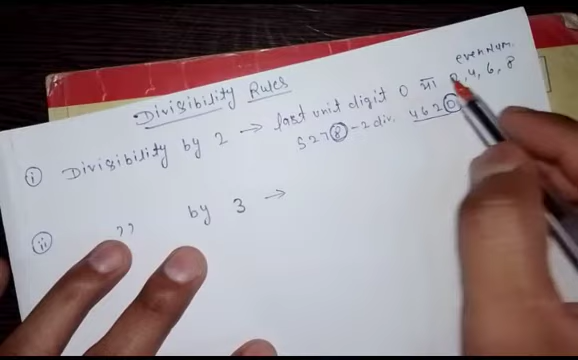 Divisibility Rules
even Num.
(i) Divisibility by 2 → last unit digit 0 या 2, 4, 6, 8
5278 - 2 div. 4620
(ii) ,, by 3 →